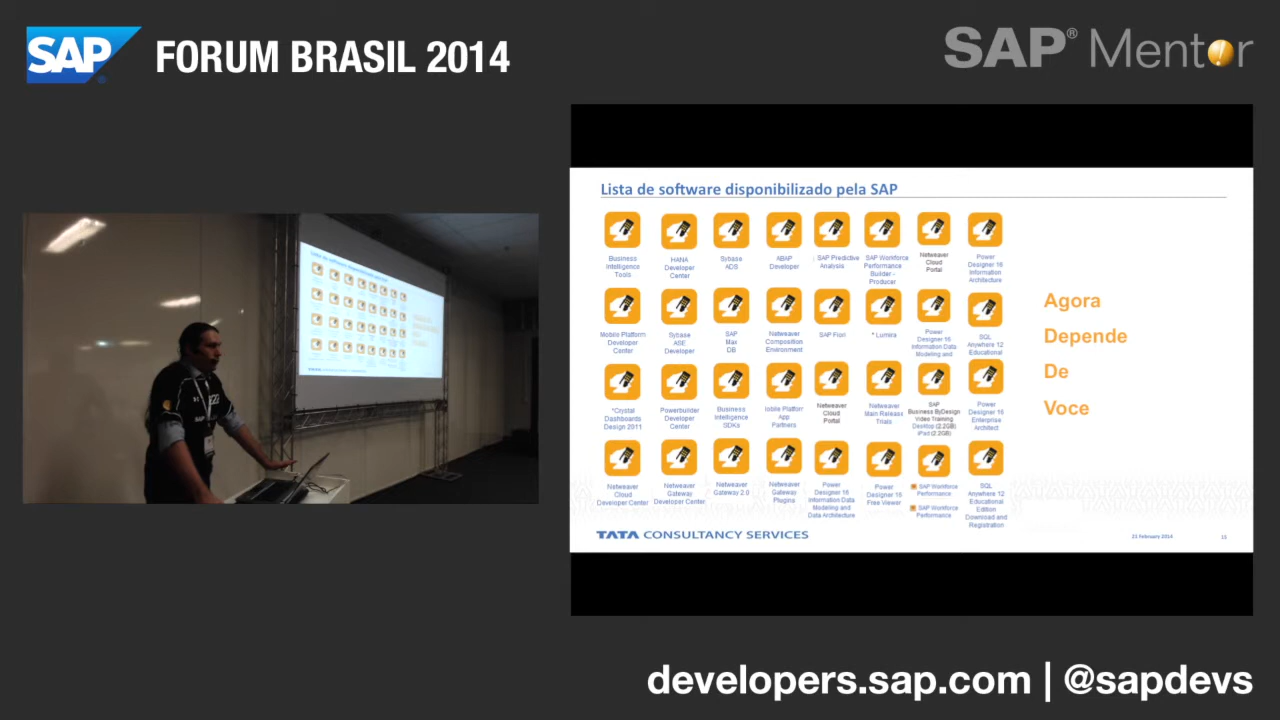 SAP
FORUM BRASIL 2014
SAP® Mentor
Lista de software disponibilizado pela SAP
Business
Intelligence
Tools
HANA
Developer
Center
Sybase
ADS
ABAP
Developer
SAP Predictive
Analysis
SAP Workforce
Performance
Builder -
Producer
Netweaver
Cloud
Portal
Power
Designer 16
Information
Architecture
Mobile Platform
Developer
Center
Sybase
ASE
Developer
SAP
Max
DB
Netweaver
Composition
Environment
SAP Fiori
* Lumira
Power
Designer 16
Information Data
Modeling and
SQL
Anywhere 12
Educational
*Crystal
Dashboards
Design 2011
Powerbuilder
Developer
Center
Business
Intelligence
SDKs
Mobile Platform
App
Partners
Netweaver
Cloud
Portal
Netweaver
Main Release
Trials
SAP
Business ByDesign
Video Training
Desktop (2.2GB)
iPad (2.2GB)
Power
Designer 16
Enterprise
Architect
Netweaver
Cloud
Developer Center
Netweaver
Gateway
Developer Center
Netweaver
Gateway 2.0
Netweaver
Gateway
Plugins
Power
Designer 16
Information Data
Modeling and
Data Architecture
Power
Designer 16
Free Viewer
SAP Workforce
Performance
SAP Workforce
Performance
SQL
Anywhere 12
Educational
Edition
Download and
Registration
Agora
Depende
De
Voce
TATA CONSULTANCY SERVICES
21 February 2014
developers.sap.com | @sapdevs